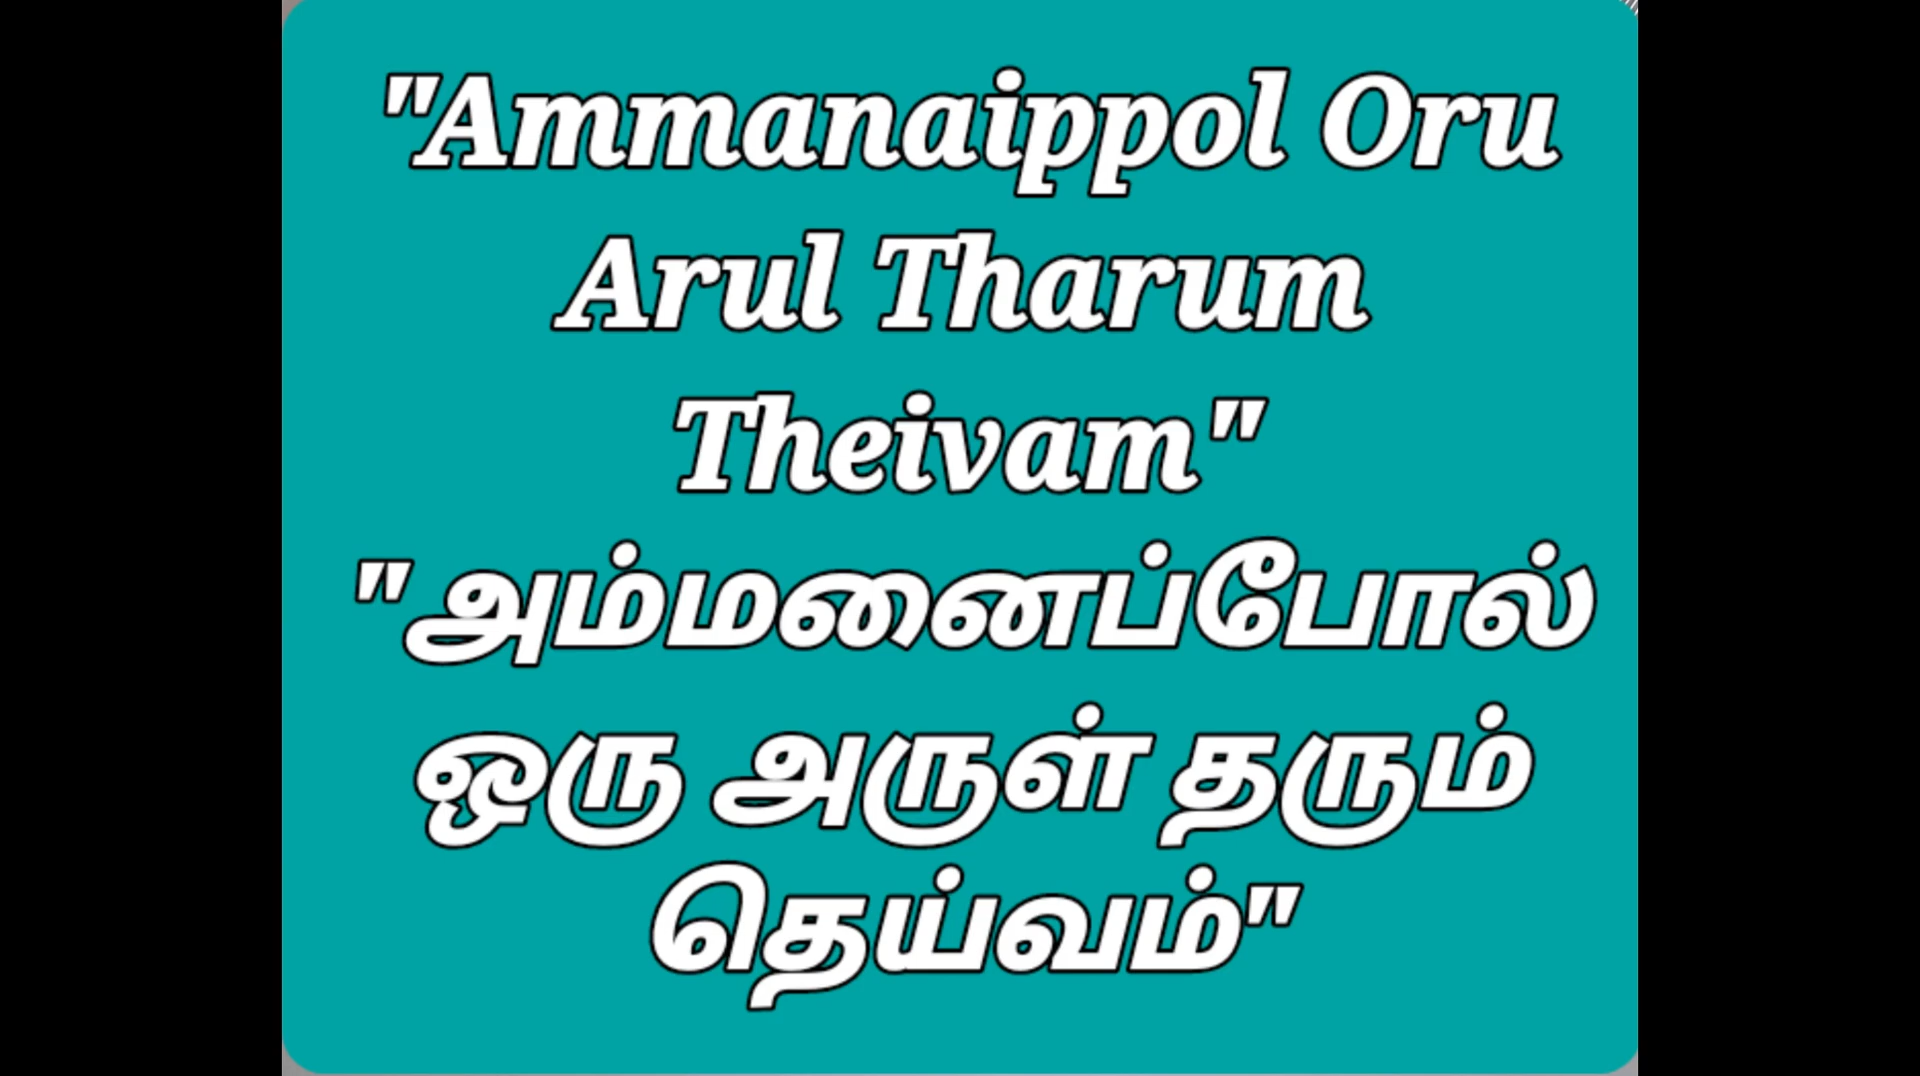 "Ammanaippol Oru
Arul Tharum
Theivam"
"அம்மனைப்போல்
ஒரு அருள் தரும்
தெய்வம்"